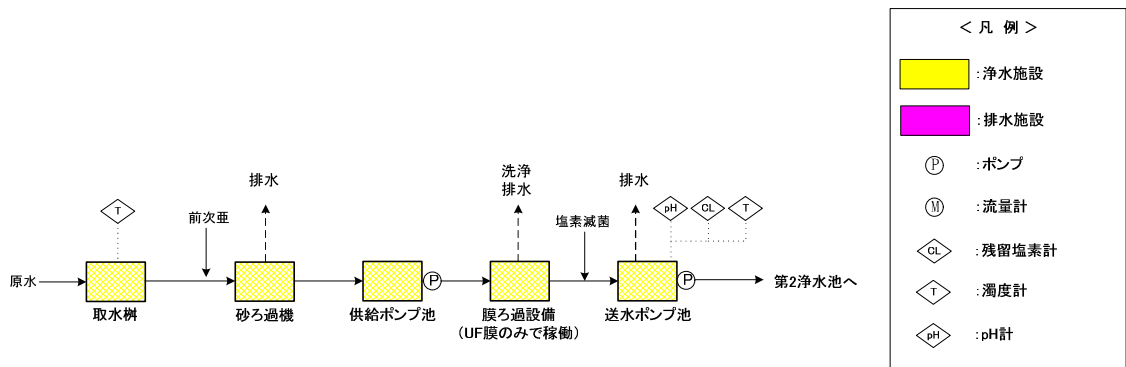 <凡 例>
:浄水施設
:排水施設
P :ポンプ
M :流量計
CL :残留塩素計
T :濁度計
pH :pH計
洗浄
排水
排水
排水
T
前次亜
塩素滅菌
pH CL T
原水
P
P
第2浄水池へ
取水桝
砂ろ過機
供給ポンプ池
膜ろ過設備
(UF膜のみで稼働)
送水ポンプ池